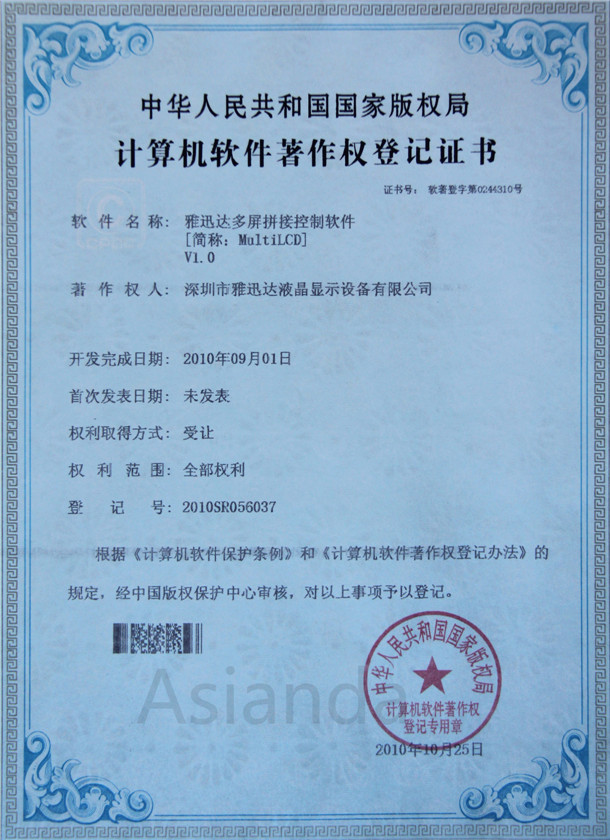 中华人民共和国国家版权局
计算机软件著作权登记证书
证书号： 软著登字第0244310号
软件名称： 雅迅达多屏拼接控制软件
[简称：MultiLCD]
V1.0
著作权人： 深圳市雅迅达液晶显示设备有限公司
开发完成日期： 2010年09月01日
首次发表日期： 未发表
权利取得方式： 受让
权利范围： 全部权利
登记号： 2010SR056037
根据《计算机软件保护条例》和《计算机软件著作权登记办法》的
规定，经中国版权保护中心审核，对以上事项予以登记。
Asianda
中华人民共和国国家版权局
计算机软件著作权
登记专用章
2010年10月25日